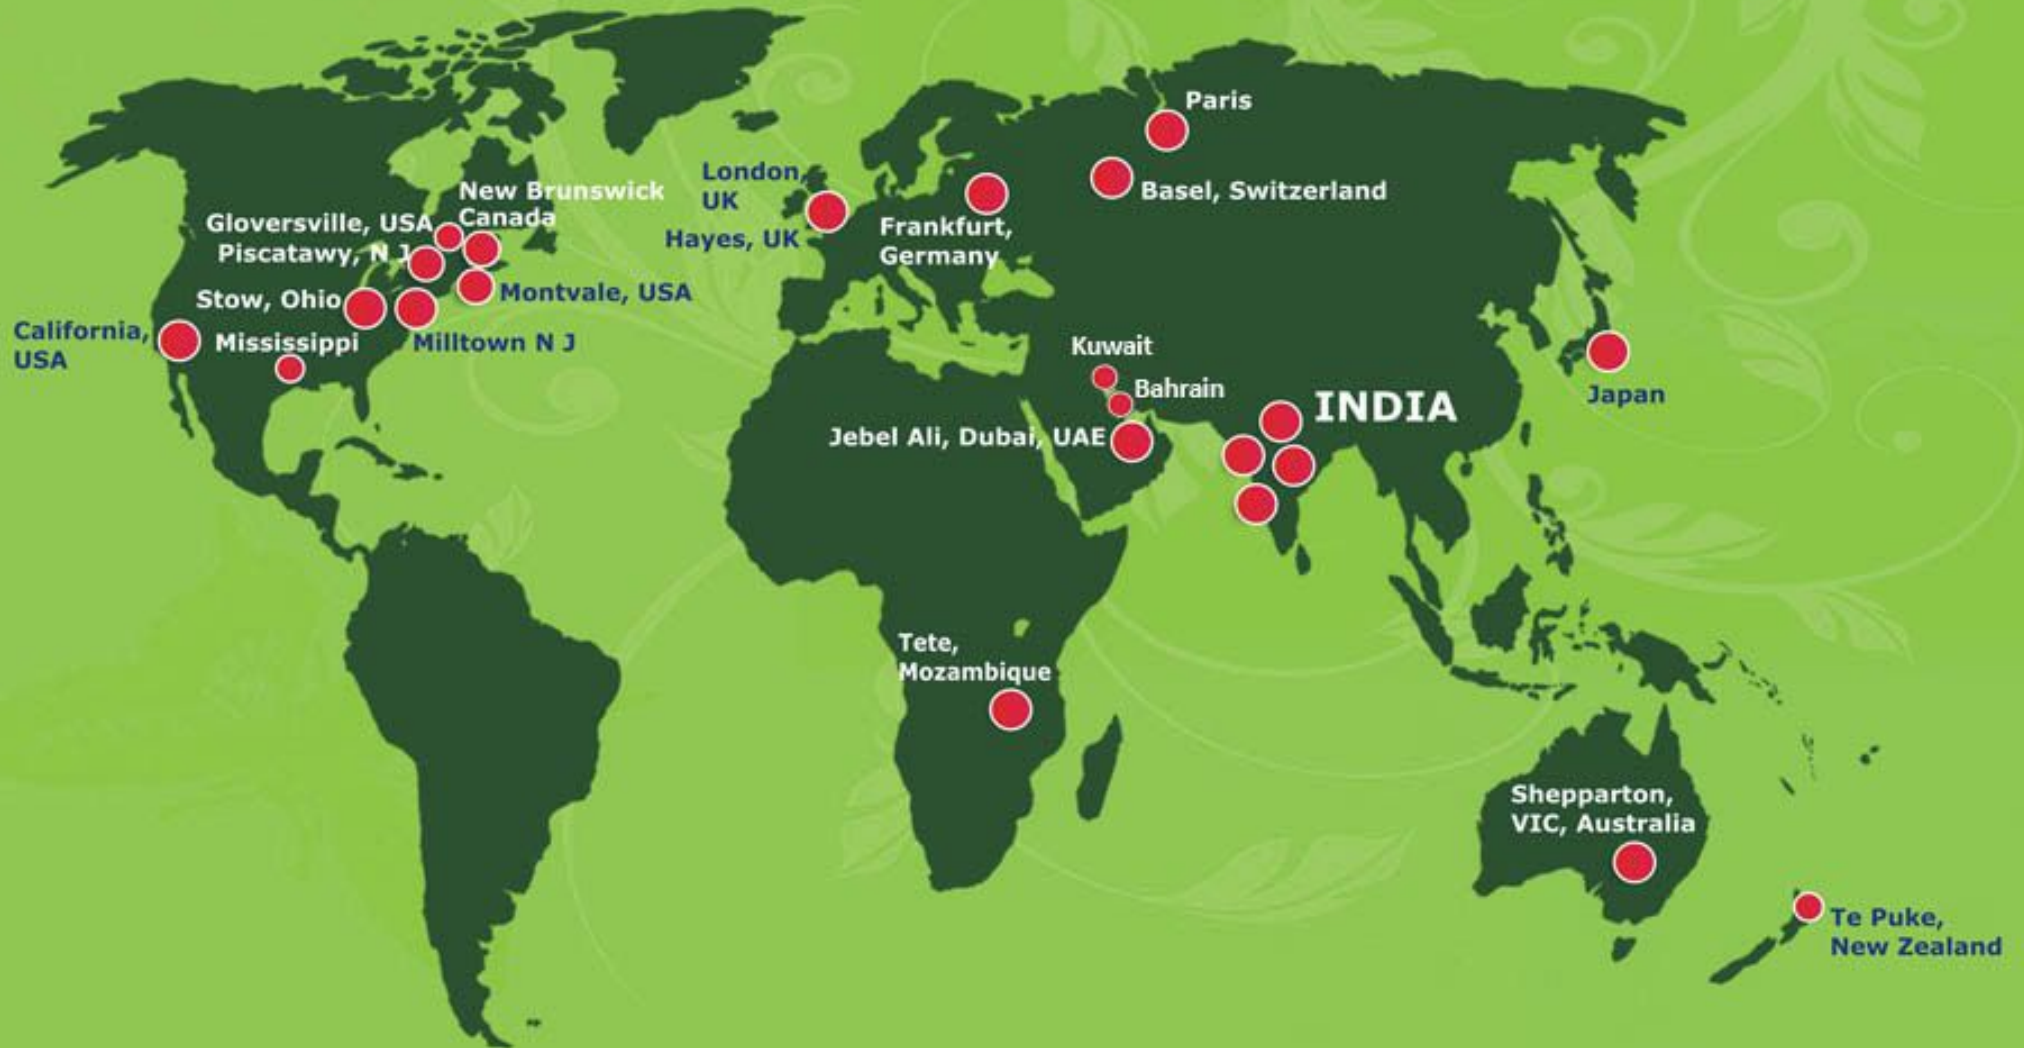 Paris
London,
UK
Hayes, UK
Basel, Switzerland
Frankfurt,
Germany
New Brunswick
Canada
Gloversville, USA
Piscatawy, N J
Stow, Ohio
Montvale, USA
California,
USA
Mississippi
Milltown N J
Kuwait
Bahrain
Jebel Ali, Dubai, UAE
INDIA
Japan
Tete,
Mozambique
Shepparton,
VIC, Australia
Te Puke,
New Zealand